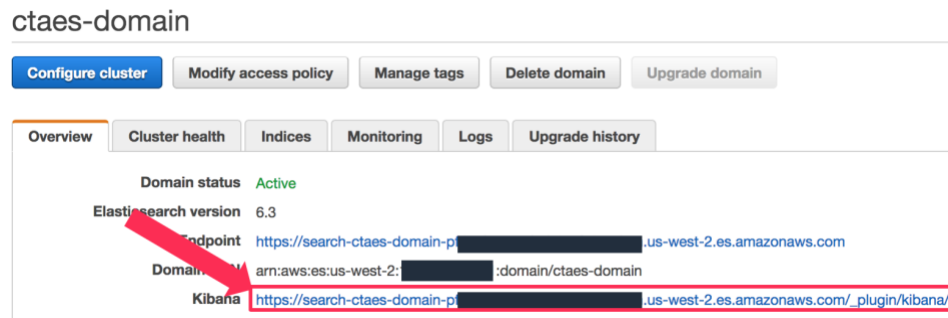 ctaes-domain
Configure cluster Modify access policy Manage tags Delete domain Upgrade domain
Overview Cluster health Indices Monitoring Logs Upgrade history
Domain status Active
Elasticsearch version 6.3
Endpoint https://search-ctaes-domain-p .us-west-2.es.amazonaws.com
Domain N arn:aws:es:us-west-2: :domain/ctaes-domain
Kibana https://search-ctaes-domain-p .us-west-2.es.amazonaws.com/_plugin/kibana/